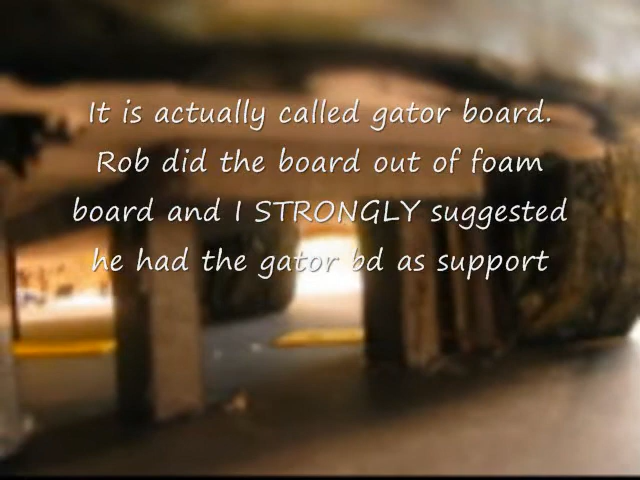 It is actually called gator board.
Rob did the board out of foam
board and I STRONGLY suggested
he had the gator bd as support